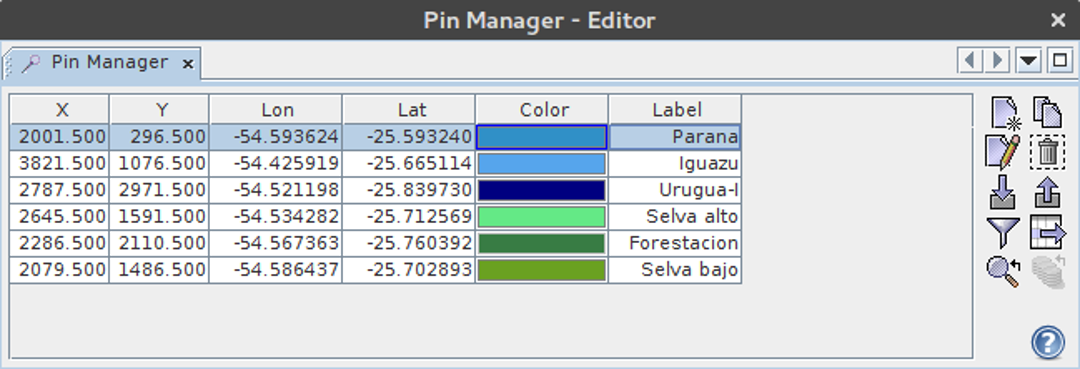 Pin Manager - Editor
Pin Manager
X Y Lon Lat Color Label
2001.500 296.500 -54.593624 -25.593240 Parana
3821.500 1076.500 -54.425919 -25.665114 Iguazu
2787.500 2971.500 -54.521198 -25.839730 Urugua-I
2645.500 1591.500 -54.534282 -25.712569 Selva alto
2286.500 2110.500 -54.567363 -25.760392 Forestacion
2079.500 1486.500 -54.586437 -25.702893 Selva bajo